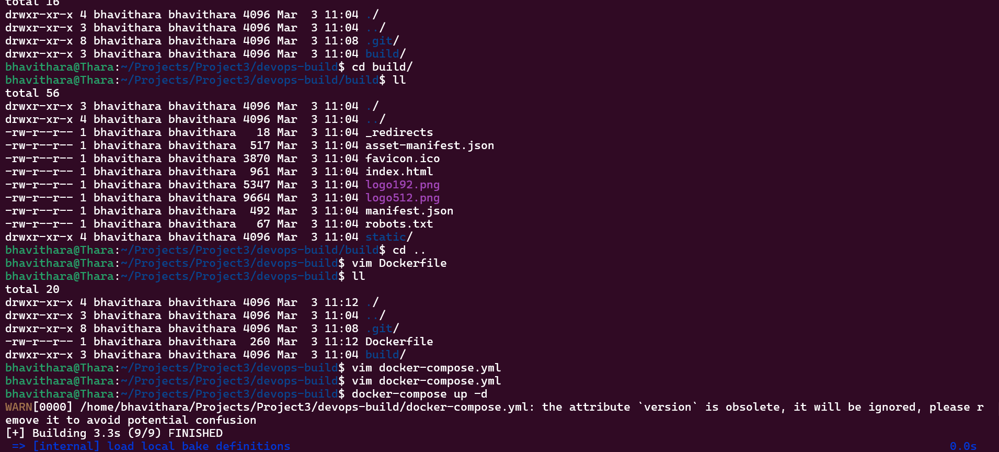 total 16
drwxr-xr-x 4 bhavithara bhavithara 4096 Mar  3 11:04 ./
drwxr-xr-x 3 bhavithara bhavithara 4096 Mar  3 11:04 ../
drwxr-xr-x 8 bhavithara bhavithara 4096 Mar  3 11:08 .git/
drwxr-xr-x 3 bhavithara bhavithara 4096 Mar  3 11:04 build/
bhavithara@Thara:~/Projects/Project3/devops-build$ cd build/
bhavithara@Thara:~/Projects/Project3/devops-build/build$ ll
total 56
drwxr-xr-x 3 bhavithara bhavithara 4096 Mar  3 11:04 ./
drwxr-xr-x 4 bhavithara bhavithara 4096 Mar  3 11:04 ../
-rw-r--r-- 1 bhavithara bhavithara   18 Mar  3 11:04 _redirects
-rw-r--r-- 1 bhavithara bhavithara  517 Mar  3 11:04 asset-manifest.json
-rw-r--r-- 1 bhavithara bhavithara 3870 Mar  3 11:04 favicon.ico
-rw-r--r-- 1 bhavithara bhavithara  961 Mar  3 11:04 index.html
-rw-r--r-- 1 bhavithara bhavithara 5347 Mar  3 11:04 logo192.png
-rw-r--r-- 1 bhavithara bhavithara 9664 Mar  3 11:04 logo512.png
-rw-r--r-- 1 bhavithara bhavithara  492 Mar  3 11:04 manifest.json
-rw-r--r-- 1 bhavithara bhavithara   67 Mar  3 11:04 robots.txt
drwxr-xr-x 4 bhavithara bhavithara 4096 Mar  3 11:04 static/
bhavithara@Thara:~/Projects/Project3/devops-build/build$ cd ..
bhavithara@Thara:~/Projects/Project3/devops-build$ vim Dockerfile
bhavithara@Thara:~/Projects/Project3/devops-build$ ll
total 20
drwxr-xr-x 4 bhavithara bhavithara 4096 Mar  3 11:12 ./
drwxr-xr-x 3 bhavithara bhavithara 4096 Mar  3 11:04 ../
drwxr-xr-x 8 bhavithara bhavithara 4096 Mar  3 11:08 .git/
-rw-r--r-- 1 bhavithara bhavithara  260 Mar  3 11:12 Dockerfile
drwxr-xr-x 3 bhavithara bhavithara 4096 Mar  3 11:04 build/
bhavithara@Thara:~/Projects/Project3/devops-build$ vim docker-compose.yml
bhavithara@Thara:~/Projects/Project3/devops-build$ vim docker-compose.yml
bhavithara@Thara:~/Projects/Project3/devops-build$ docker-compose up -d
WARN[0000] /home/bhavithara/Projects/Project3/devops-build/docker-compose.yml: the attribute `version` is obsolete, it will be ignored, please r
emove it to avoid potential confusion
[+] Building 3.3s (9/9) FINISHED
 => [internal] load local bake definitions 0.0s